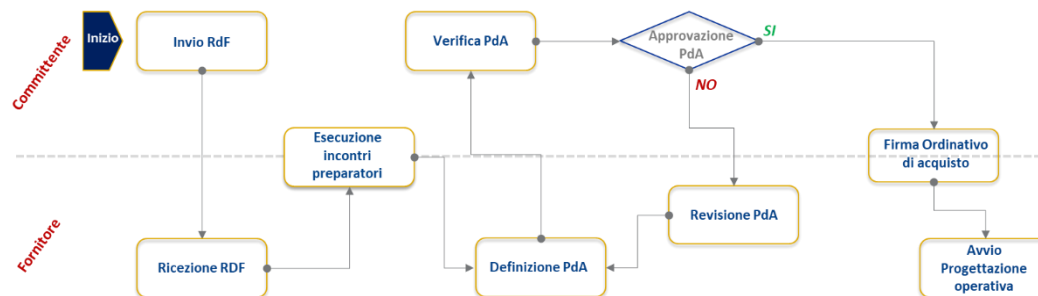 Committente
Inizio
Invio RdF
Verifica PdA
Approvazione
PdA
SI
NO
Esecuzione
incontri
preparatori
Firma Ordinativo
di acquisto
Fornitore
Ricezione RDF
Definizione PdA
Revisione PdA
Avvio
Progettazione
operativa